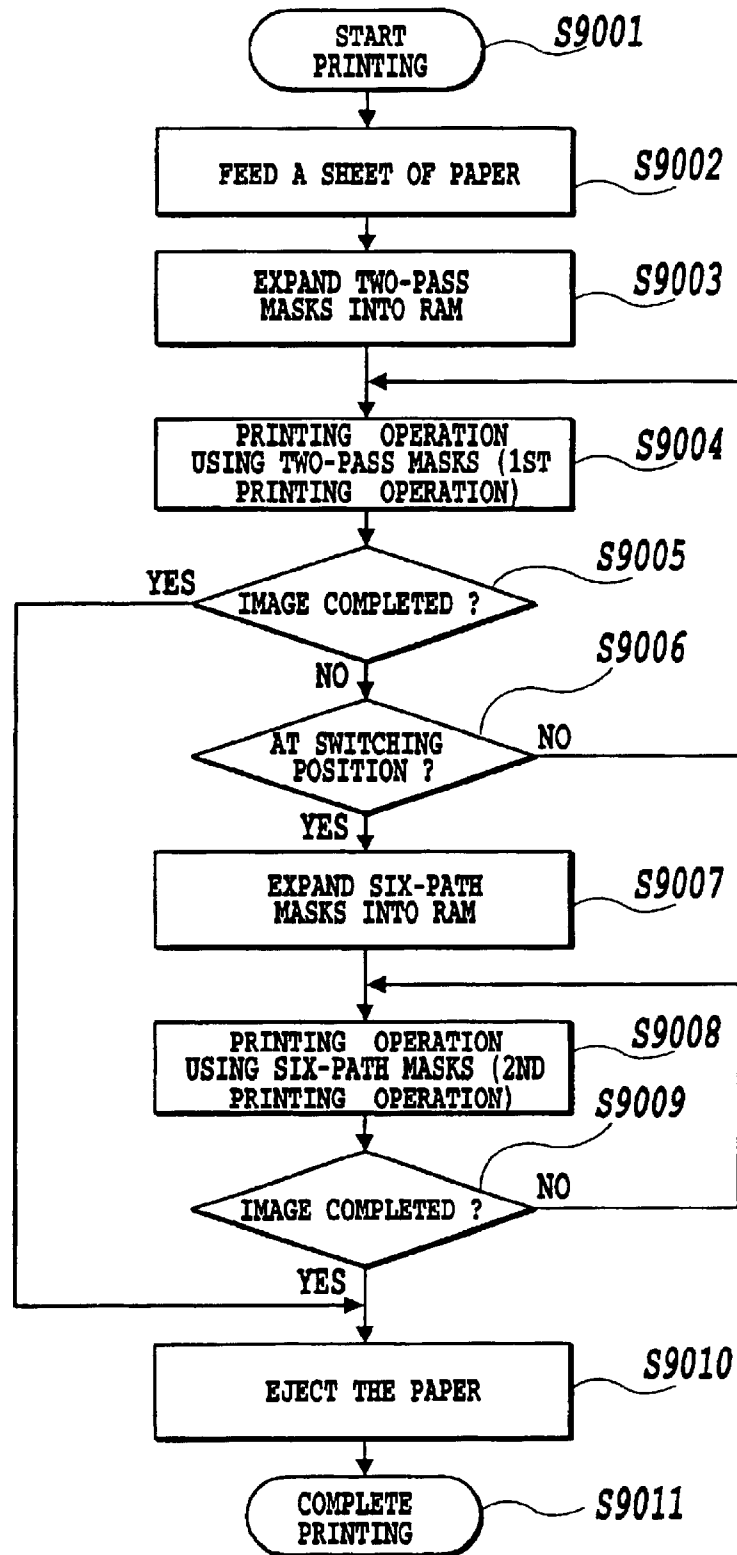 START
PRINTING
S9001
FEED A SHEET OF PAPER
S9002
EXPAND TWO-PASS
MASKS INTO RAM
S9003
PRINTING OPERATION
USING TWO-PASS MASKS (1ST
PRINTING OPERATION)
S9004
IMAGE COMPLETED ?
S9005
YES
NO
S9006
AT SWITCHING
POSITION ?
NO
YES
EXPAND SIX-PATH
MASKS INTO RAM
S9007
PRINTING OPERATION
USING SIX-PATH MASKS (2ND
PRINTING OPERATION)
S9008
S9009
IMAGE COMPLETED ?
NO
YES
EJECT THE PAPER
S9010
COMPLETE
PRINTING
S9011